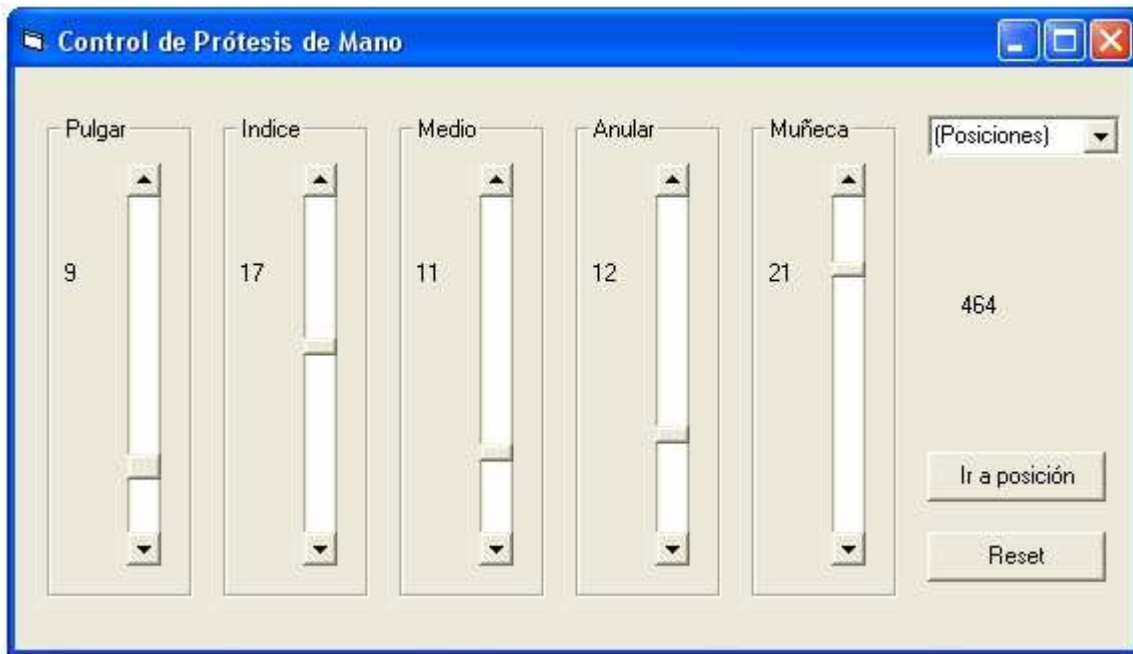 Control de Prótesis de Mano
Pulgar Indice Medio Anular Muñeca (Posiciones)
9 17 11 12 21
464
Ir a posición
Reset